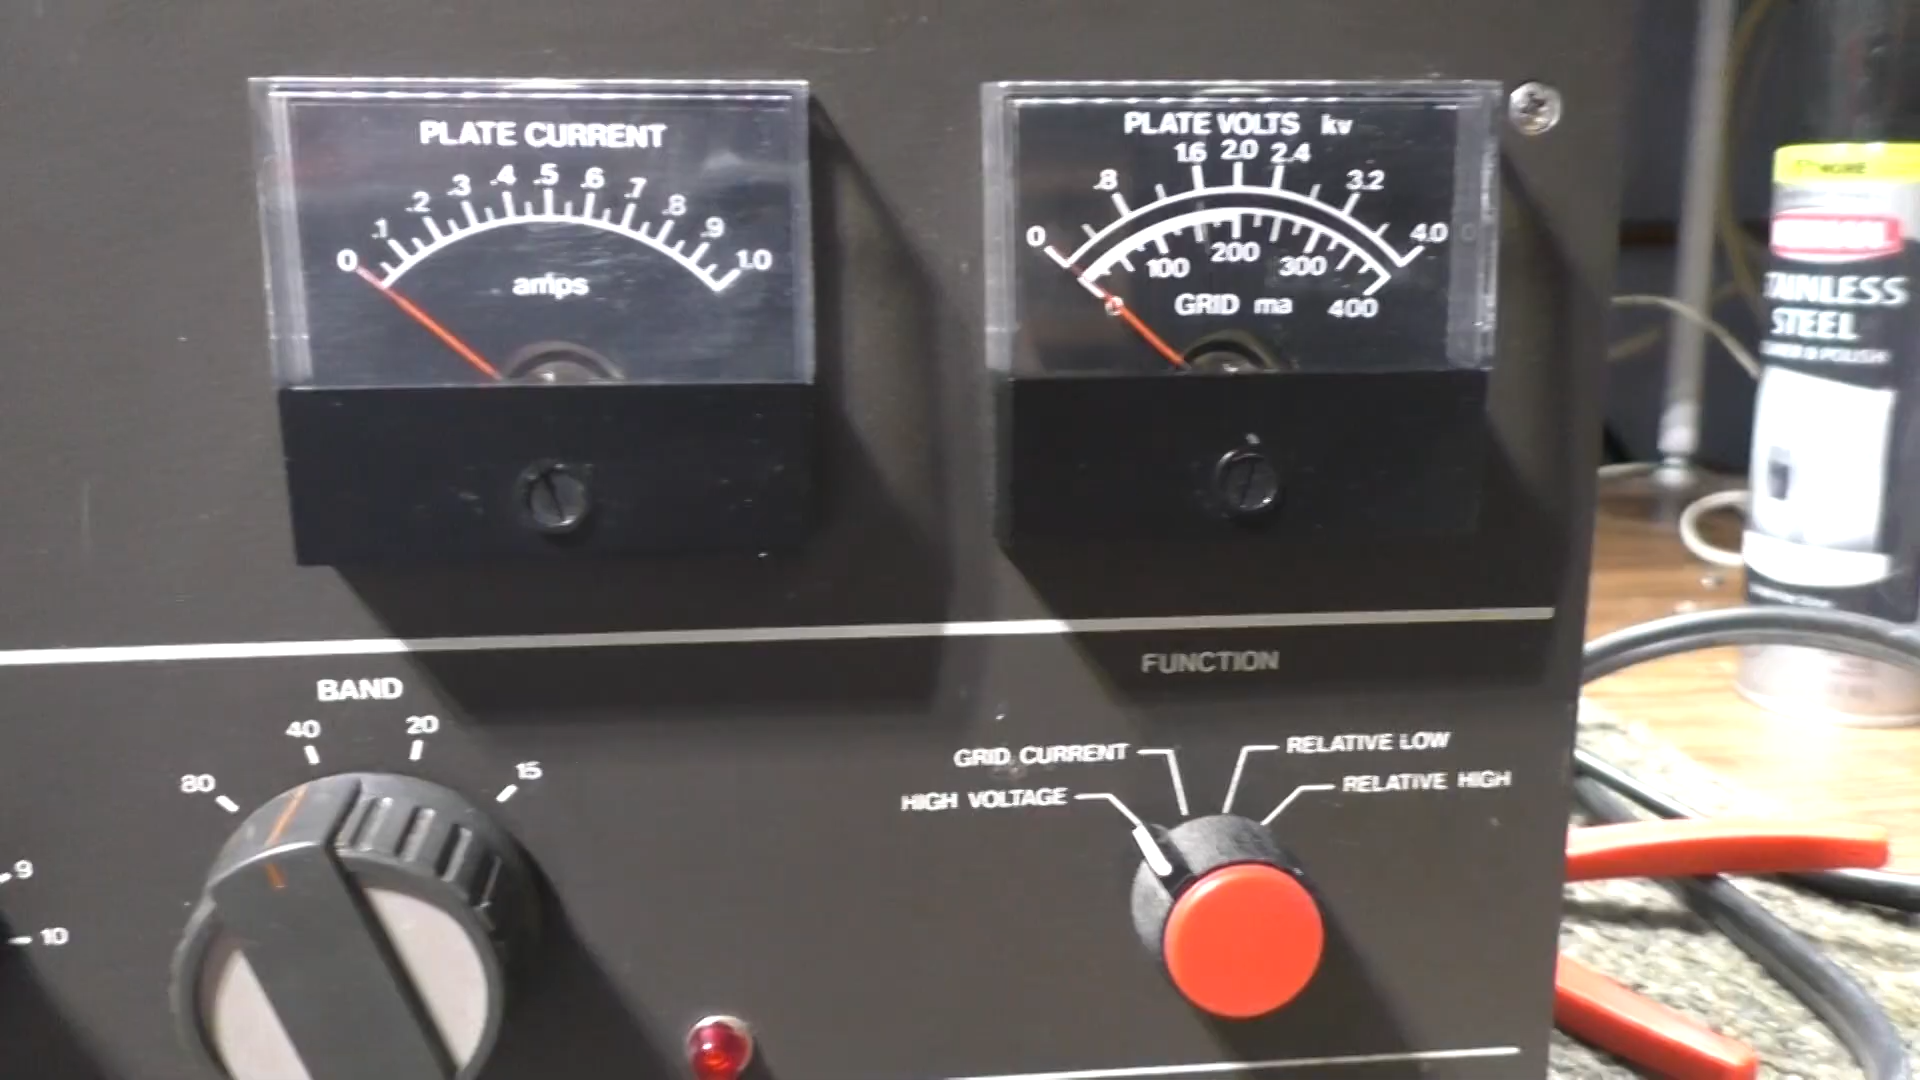 PLATE CURRENT
0 .1 .2 .3 .4 .5 .6 .7 .8 .9 1.0
amps
PLATE VOLTS kv
0 .8 1.6 2.0 2.4 3.2 4.0
0 100 200 300 400
GRID ma
STAINLESS
STEEL
FUNCTION
BAND
80 40 20 15
GRID CURRENT
HIGH VOLTAGE
RELATIVE LOW
RELATIVE HIGH
9
10